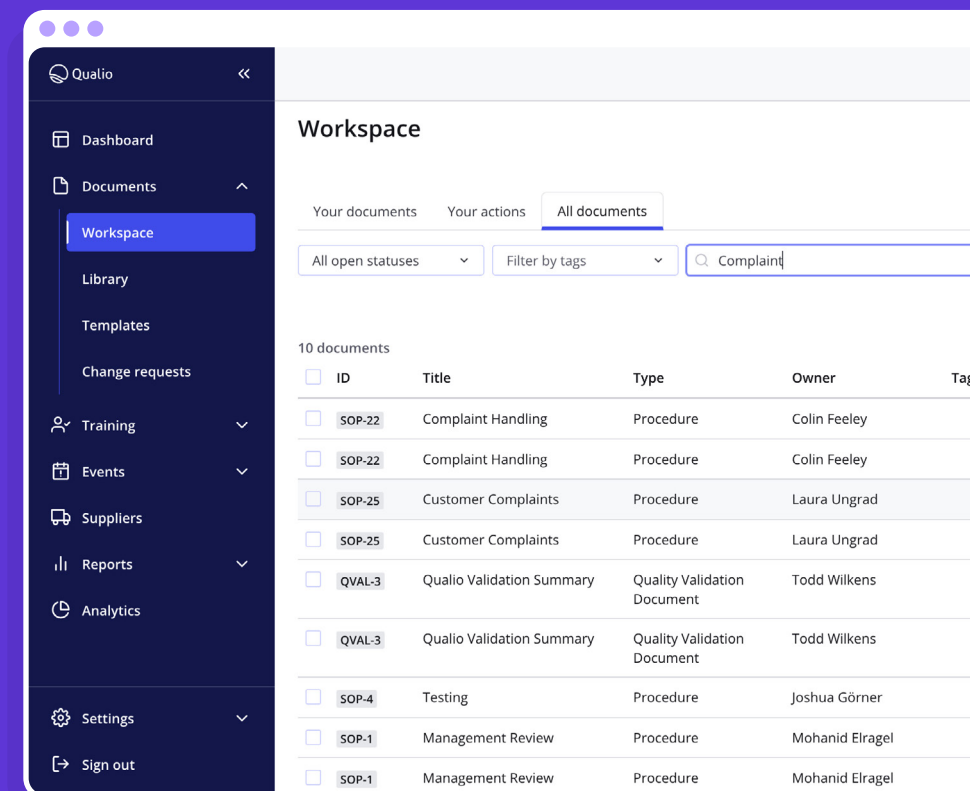 Qualio
Dashboard
Documents
Workspace
Library
Templates
Change requests
Training
Events
Suppliers
Reports
Analytics
Settings
Sign out
Workspace
Your documents Your actions All documents
All open statuses Filter by tags Complaint
10 documents
ID Title Type Owner
SOP-22 Complaint Handling Procedure Colin Feeley
SOP-22 Complaint Handling Procedure Colin Feeley
SOP-25 Customer Complaints Procedure Laura Ungrad
SOP-25 Customer Complaints Procedure Laura Ungrad
QVAL-3 Qualio Validation Summary Quality Validation Todd Wilkens
Document
QVAL-3 Qualio Validation Summary Quality Validation Todd Wilkens
Document
SOP-4 Testing Procedure Joshua Görner
SOP-1 Management Review Procedure Mohanid Elragel
SOP-1 Management Review Procedure Mohanid Elragel